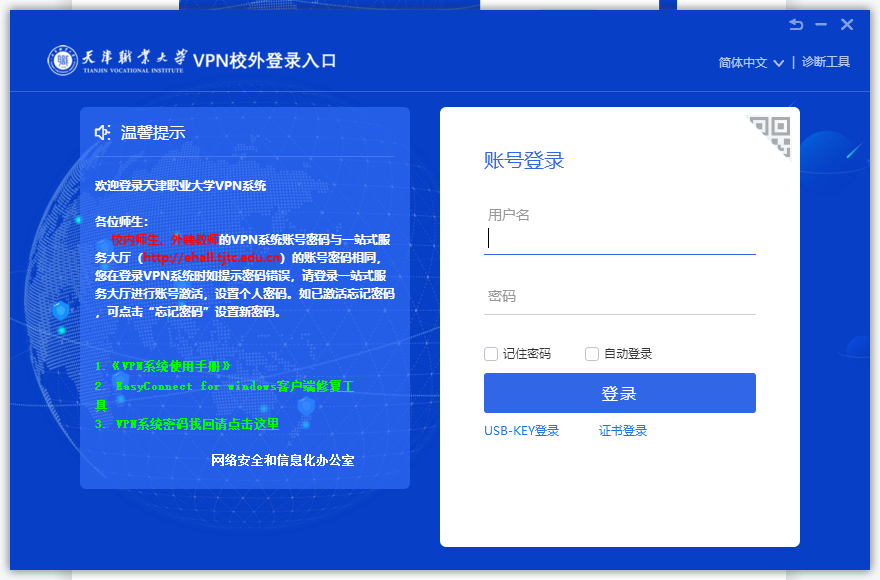 天津职业大学 VPN校外登录入口
TIANJIN VOCATIONAL INSTITUTE
简体中文 | 诊断工具
温馨提示
欢迎登录天津职业大学VPN系统
各位师生：
校内师生、外聘教师的VPN系统账号密码与一站式服
务大厅（http://ehall.tjtc.edu.cn）的账号密码相同，
您在登录VPN系统时如提示密码错误，请登录一站式服
务大厅进行账号激活，设置个人密码。如已激活忘记密码
，可点击“忘记密码”设置新密码。
1.《VPN系统使用手册》
2. EasyConnect for windows客户端修复工
具
3. VPN系统密码找回请点击这里
网络安全和信息化办公室
账号登录
用户名
密码
记住密码 自动登录
登录
USB-KEY登录 证书登录